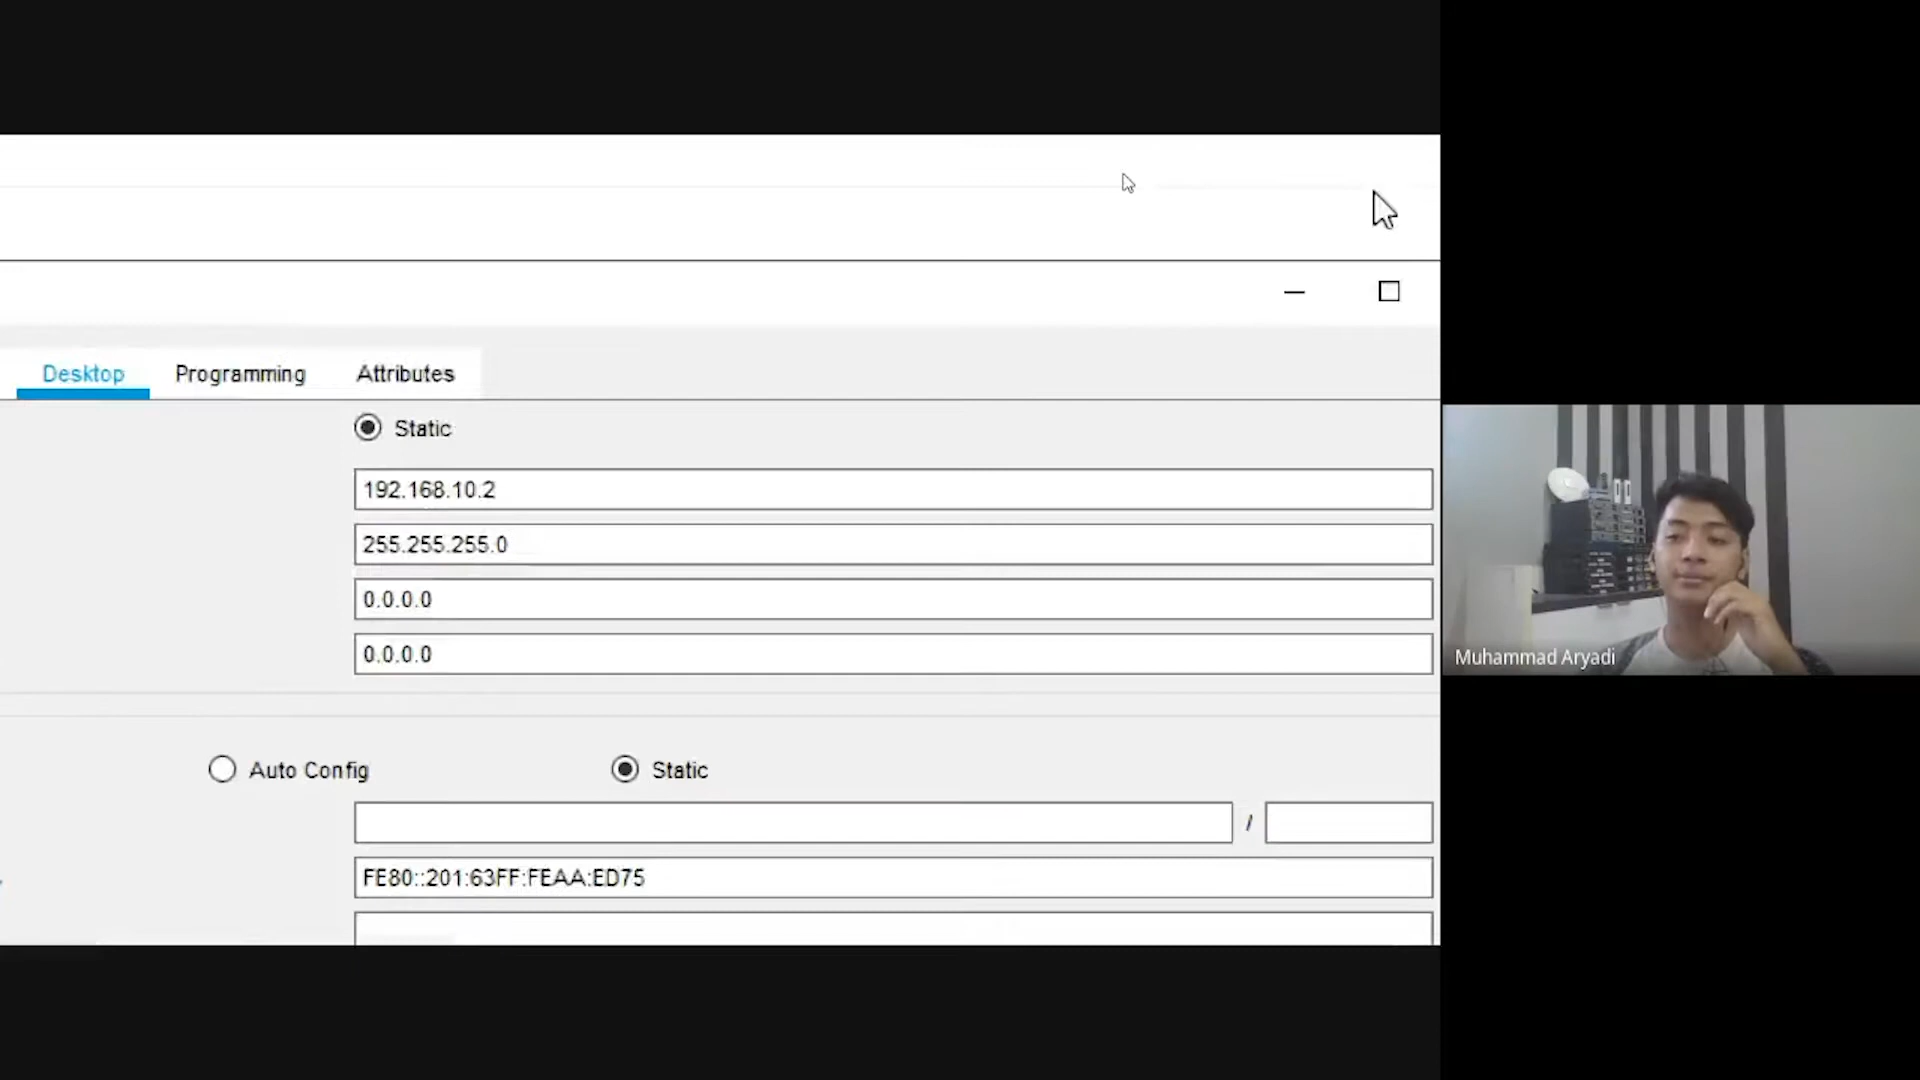 Desktop Programming Attributes
Static
192.168.10.2
255.255.255.0
0.0.0.0
0.0.0.0
Auto Config Static
/
FE80::201:63FF:FEAA:ED75
Muhammad Aryadi